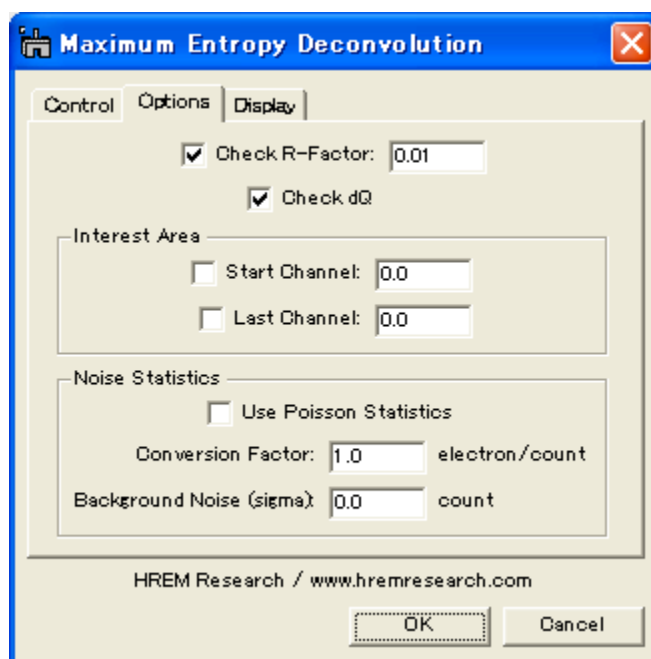 Maximum Entropy Deconvolution
Control Options Display
Check R-Factor: 0.01
Check dQ
Interest Area
Start Channel: 0.0
Last Channel: 0.0
Noise Statistics
Use Poisson Statistics
Conversion Factor: 1.0 electron/count
Background Noise (sigma): 0.0 count
HREM Research / www.hremresearch.com
OK Cancel